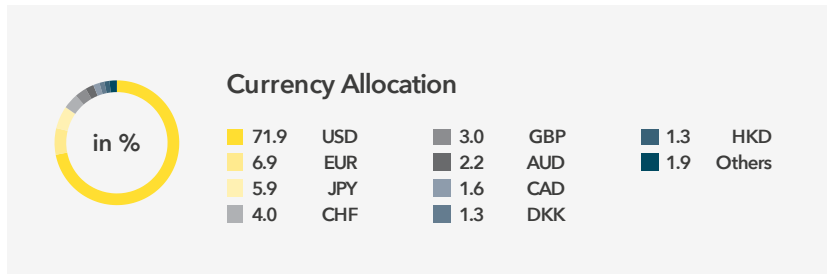 Currency Allocation
in %
71.9 USD
6.9 EUR
5.9 JPY
4.0 CHF
3.0 GBP
2.2 AUD
1.6 CAD
1.3 DKK
1.3 HKD
1.9 Others